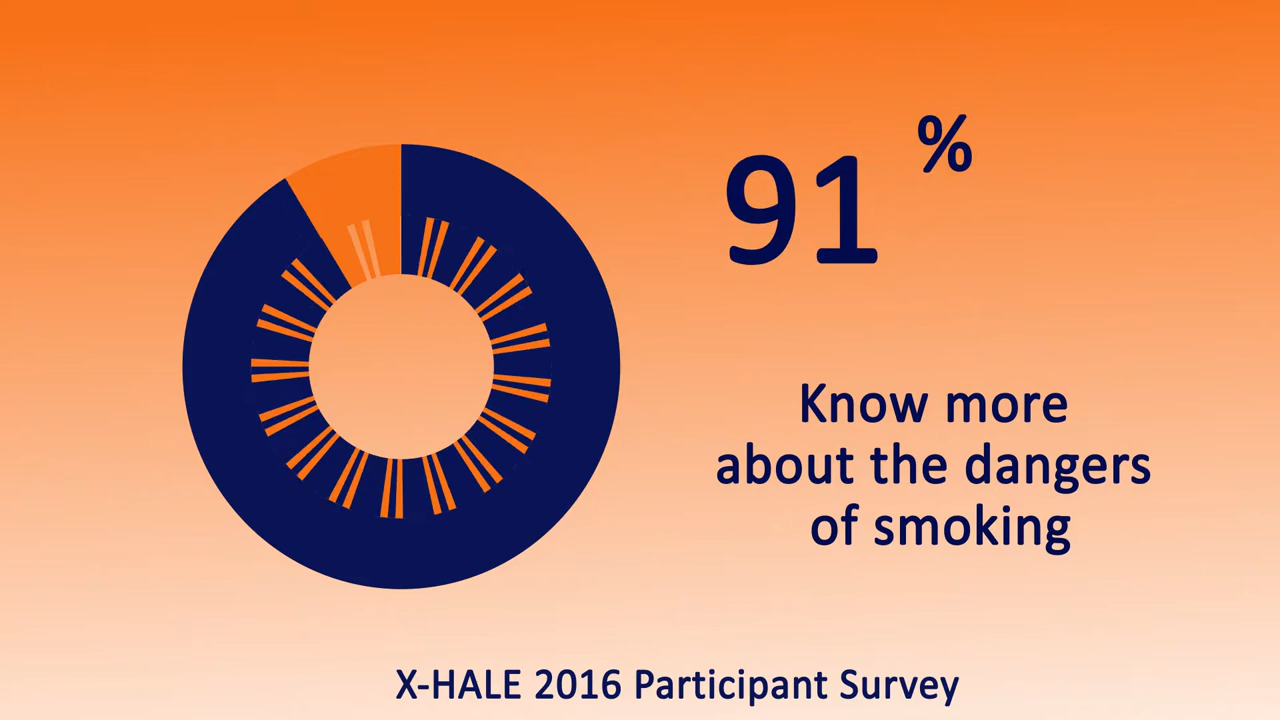 91 %
Know more
about the dangers
of smoking
X-HALE 2016 Participant Survey